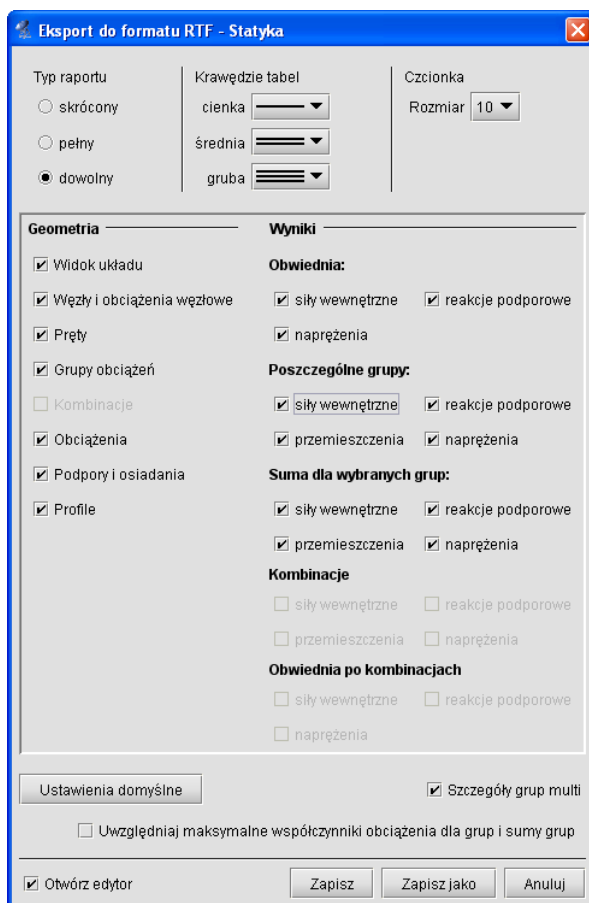 Eksport do formatu RTF - Statyka
Typ raportu
skrócony
pełny
dowolny
Krawędzie tabel
cienka
średnia
gruba
Czcionka
Rozmiar 10
Geometria
Widok układu
Węzły i obciążenia węzłowe
Pręty
Grupy obciążeń
Kombinacje
Obciążenia
Podpory i osiadania
Profile
Wyniki
Obwiednia:
siły wewnętrzne reakcje podporowe
naprężenia
Poszczególne grupy:
siły wewnętrzne reakcje podporowe
przemieszczenia naprężenia
Suma dla wybranych grup:
siły wewnętrzne reakcje podporowe
przemieszczenia naprężenia
Kombinacje
siły wewnętrzne reakcje podporowe
przemieszczenia naprężenia
Obwiednia po kombinacjach
siły wewnętrzne reakcje podporowe
naprężenia
Ustawienia domyślne Szczegóły grup multi
Uwzględniaj maksymalne współczynniki obciążenia dla grup i sumy grup
Otwórz edytor Zapisz Zapisz jako Anuluj